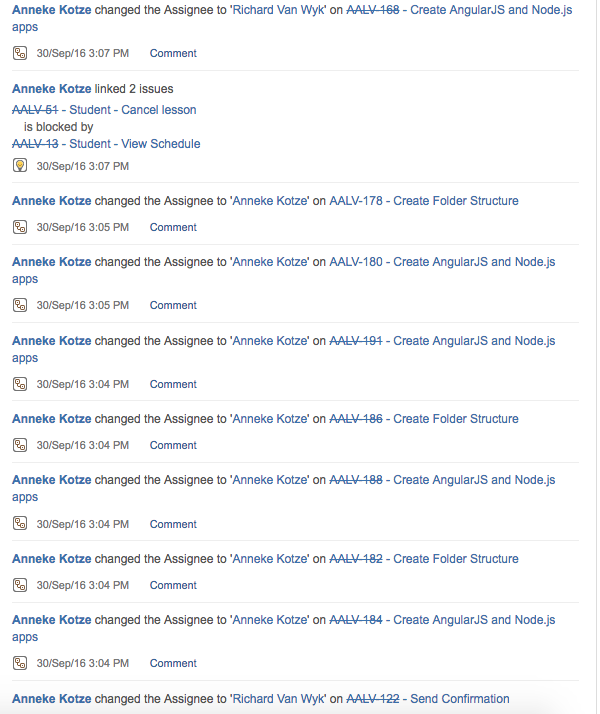 Anneke Kotze changed the Assignee to 'Richard Van Wyk' on AALV-168 - Create AngularJS and Node.js
apps
30/Sep/16 3:07 PM Comment
Anneke Kotze linked 2 issues
AALV-51 - Student - Cancel lesson
is blocked by
AALV-13 - Student - View Schedule
30/Sep/16 3:07 PM
Anneke Kotze changed the Assignee to 'Anneke Kotze' on AALV-178 - Create Folder Structure
30/Sep/16 3:05 PM Comment
Anneke Kotze changed the Assignee to 'Anneke Kotze' on AALV-180 - Create AngularJS and Node.js
apps
30/Sep/16 3:05 PM Comment
Anneke Kotze changed the Assignee to 'Anneke Kotze' on AALV-191 - Create AngularJS and Node.js
apps
30/Sep/16 3:04 PM Comment
Anneke Kotze changed the Assignee to 'Anneke Kotze' on AALV-186 - Create Folder Structure
30/Sep/16 3:04 PM Comment
Anneke Kotze changed the Assignee to 'Anneke Kotze' on AALV-188 - Create AngularJS and Node.js
apps
30/Sep/16 3:04 PM Comment
Anneke Kotze changed the Assignee to 'Anneke Kotze' on AALV-182 - Create Folder Structure
30/Sep/16 3:04 PM Comment
Anneke Kotze changed the Assignee to 'Anneke Kotze' on AALV-184 - Create AngularJS and Node.js
apps
30/Sep/16 3:04 PM Comment
Anneke Kotze changed the Assignee to 'Richard Van Wyk' on AALV-122 - Send Confirmation